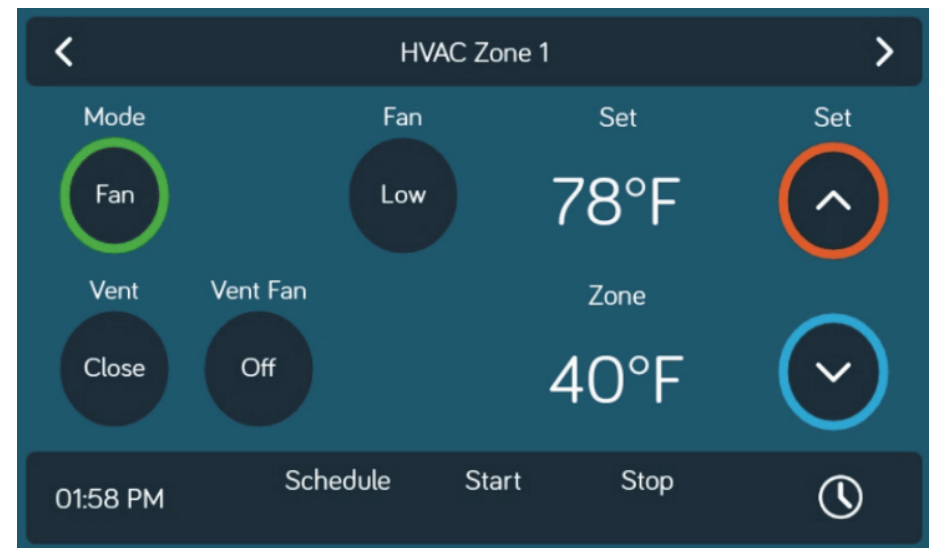 HVAC Zone 1
Mode Fan Set Set
Fan Low 78°F
Vent Vent Fan Zone
Close Off 40°F
01:58 PM Schedule Start Stop